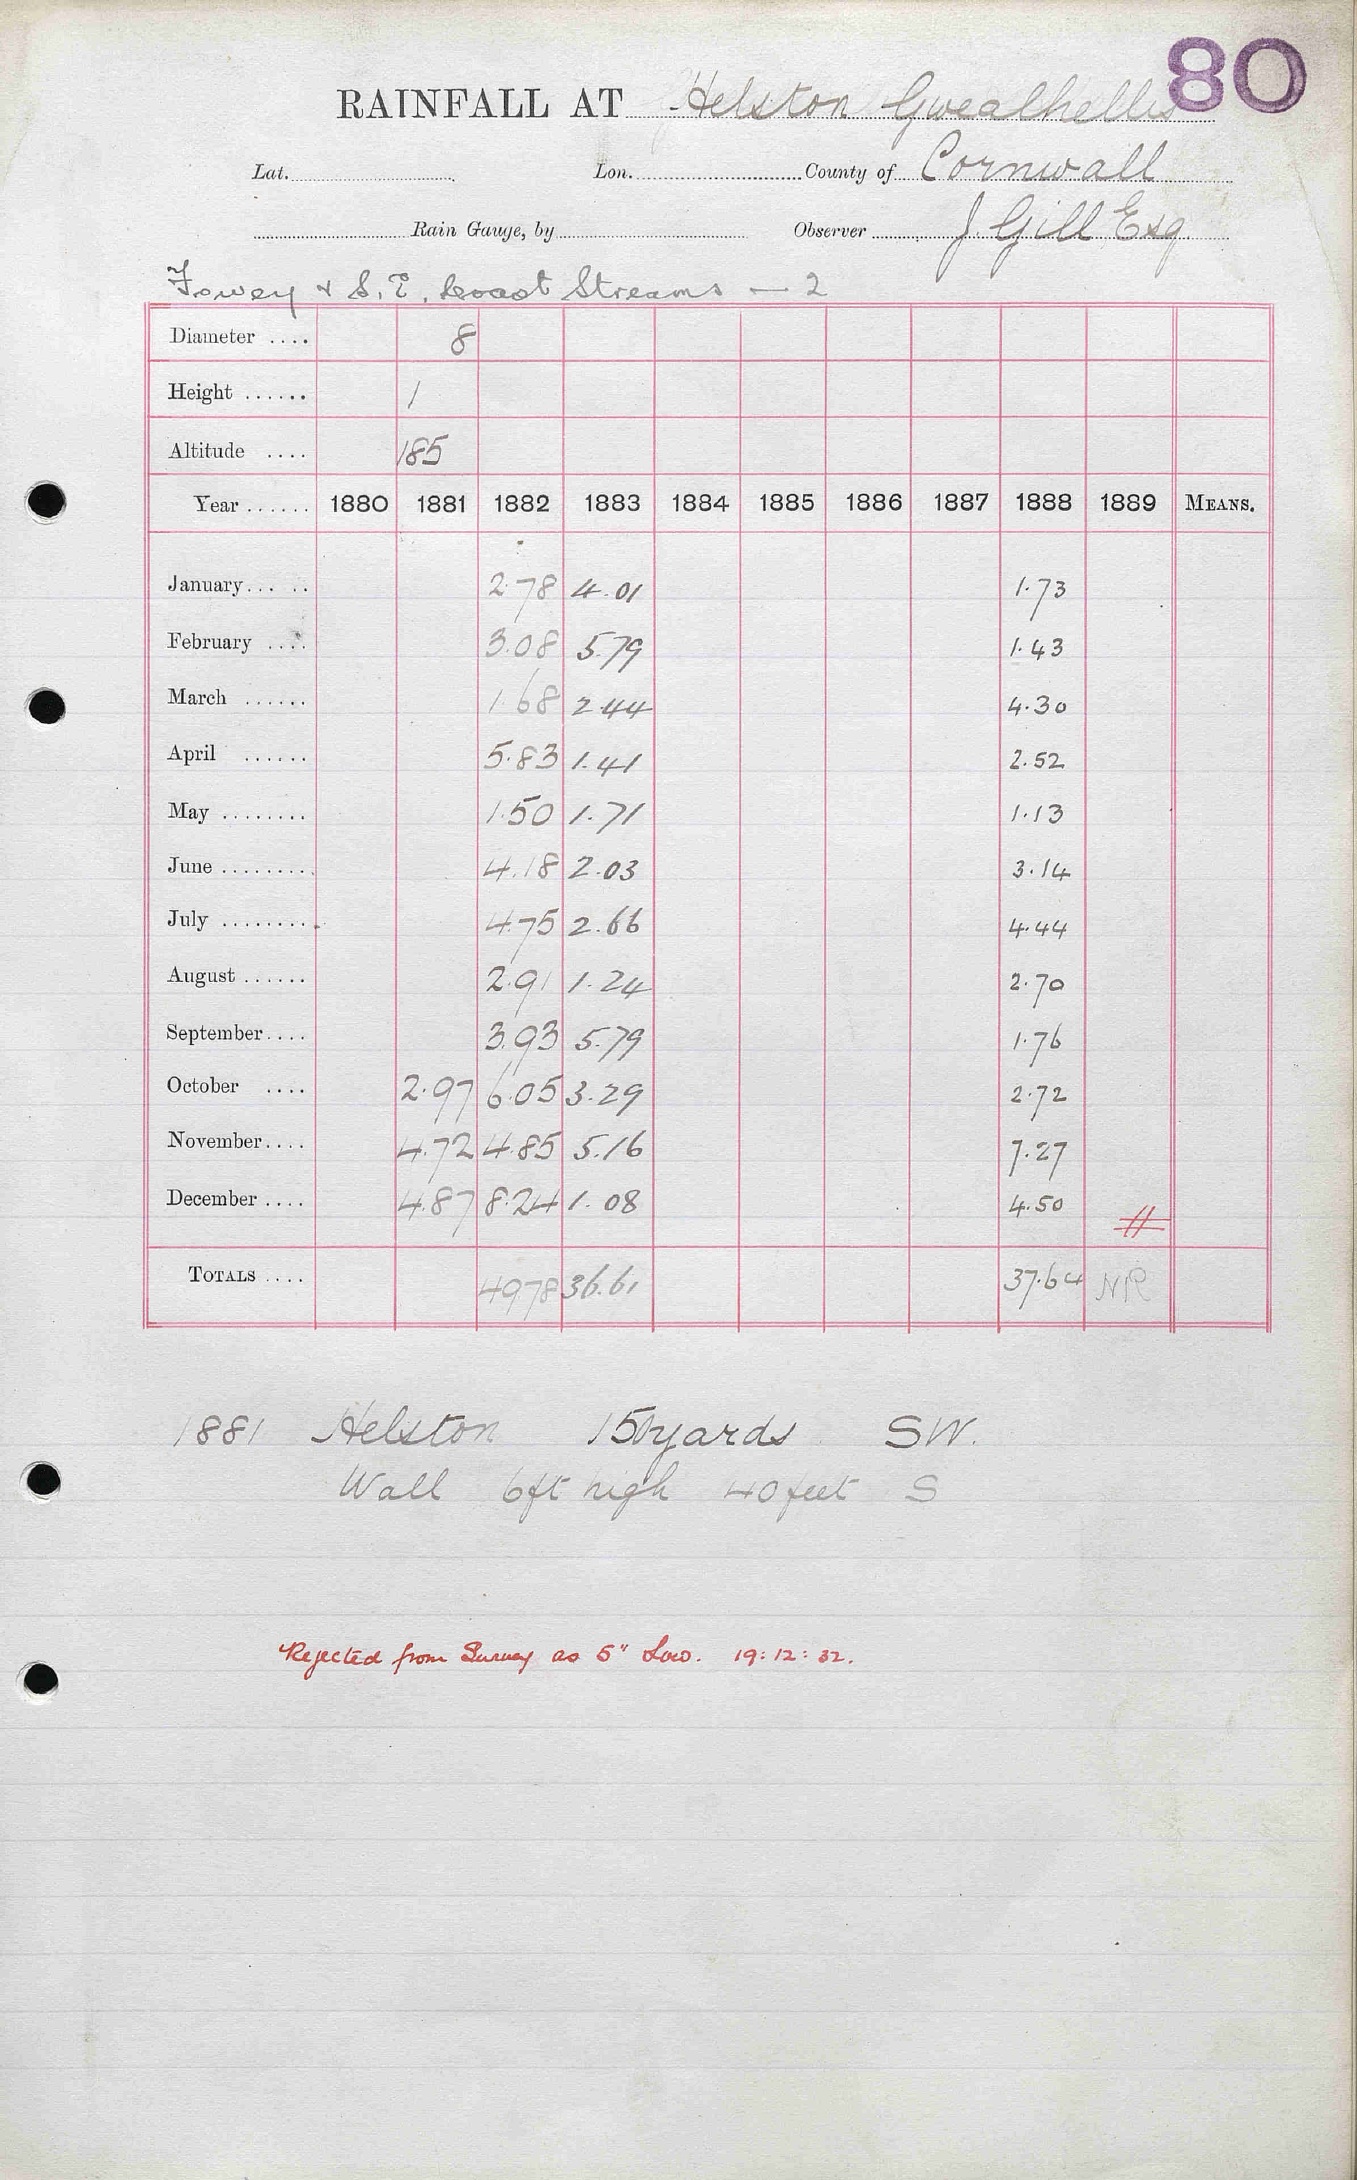 80
RAINFALL AT Helston Gwealhellis
Lat. Lon. County of Cornwall
Rain Gauge, by Observer J. Gill Esq
Fowey & S.E. Coast Streams — 2
Diameter .... 8
Height ...... 1
Altitude .... 185
Year ...... 1880 1881 1882 1883 1884 1885 1886 1887 1888 1889 MEANS.
January ... .. 2.78 4.01 1.73
February .... 3.08 5.79 1.43
March ...... 1.68 2.44 4.30
April ...... 5.83 1.41 2.52
May ........ 1.50 1.71 1.13
June ......... 4.18 2.03 3.14
July ......... 4.75 2.66 4.44
August ...... 2.91 1.24 2.70
September .... 3.93 5.79 1.76
October .... 2.97 6.05 3.29 2.72
November .... 4.72 4.85 5.16 7.27
December .... 4.87 8.24 1.08 4.50
TOTALS .... 49.78 36.61 37.64 NR
1881 Helston 150 yards SW.
Wall 6ft high 40 feet S
Rejected from Survey as 5" Low. 19:12:32.